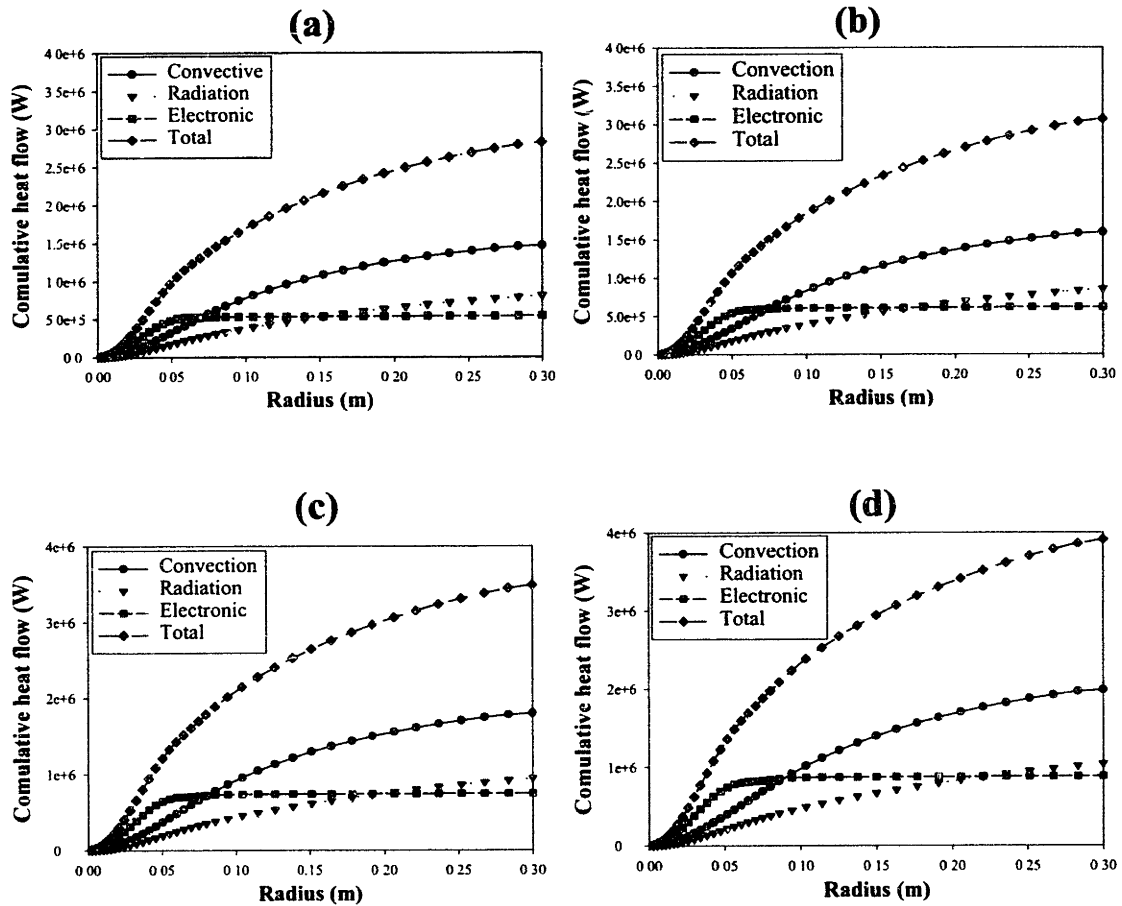 (a)
Comulative heat flow (W)
4 0e+6
3.5e+6
3 0e+6
2.5e+6
2 0e+6
1.5e+6
1 0e+6
5 0e+5
0 0
Convective
Radiation
Electronic
Total
0 00
0 05
0 10
0 15
0 20
0 25
0 30
Radius (m)
(b)
Comulative heat flow (W)
4.0e+6
3.5e+6
3.0e+6
2.5e+6
2.0e+6
1.5e+6
1.0e+6
5.0e+5
0 0
Convection
Radiation
Electronic
Total
0.00
0 05
0 10
0 15
0 20
0 25
0.30
Radius (m)
(c)
Comulative heat flow (W)
4e+6
3e+6
2e+6
1e+6
0
Convection
Radiation
Electronic
Total
0 00
0 05
0 10
0 15
0 20
0 25
0 30
Radius (m)
(d)
Comulative heat flow (W)
4e+6
3e+6
2e+6
1e+6
0
Convection
Radiation
Electronic
Total
0 00
0 05
0 10
0 15
0 20
0 25
0 30
Radius (m)